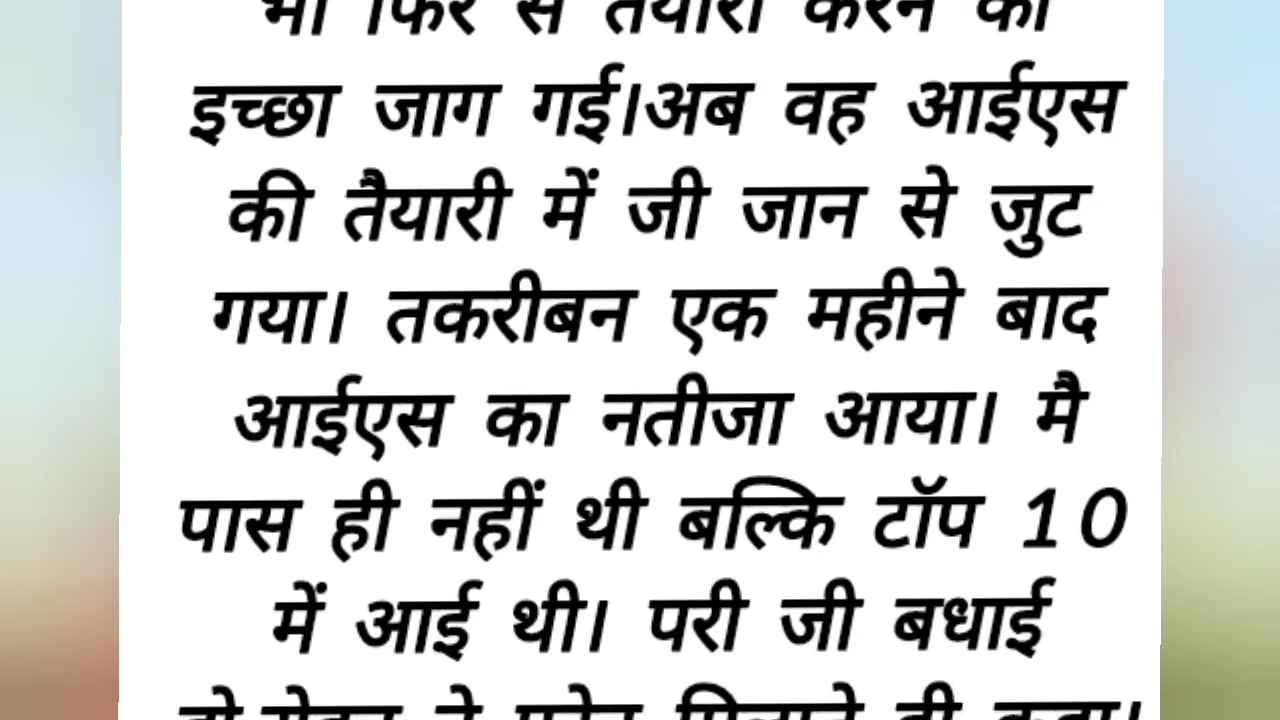 भी फिर से तैयारी करने की
इच्छा जाग गई।अब वह आईएस
की तैयारी में जी जान से जुट
गया। तकरीबन एक महीने बाद
आईएस का नतीजा आया। मै
पास ही नहीं थी बल्कि टॉप 10
में आई थी। परी जी बधाई